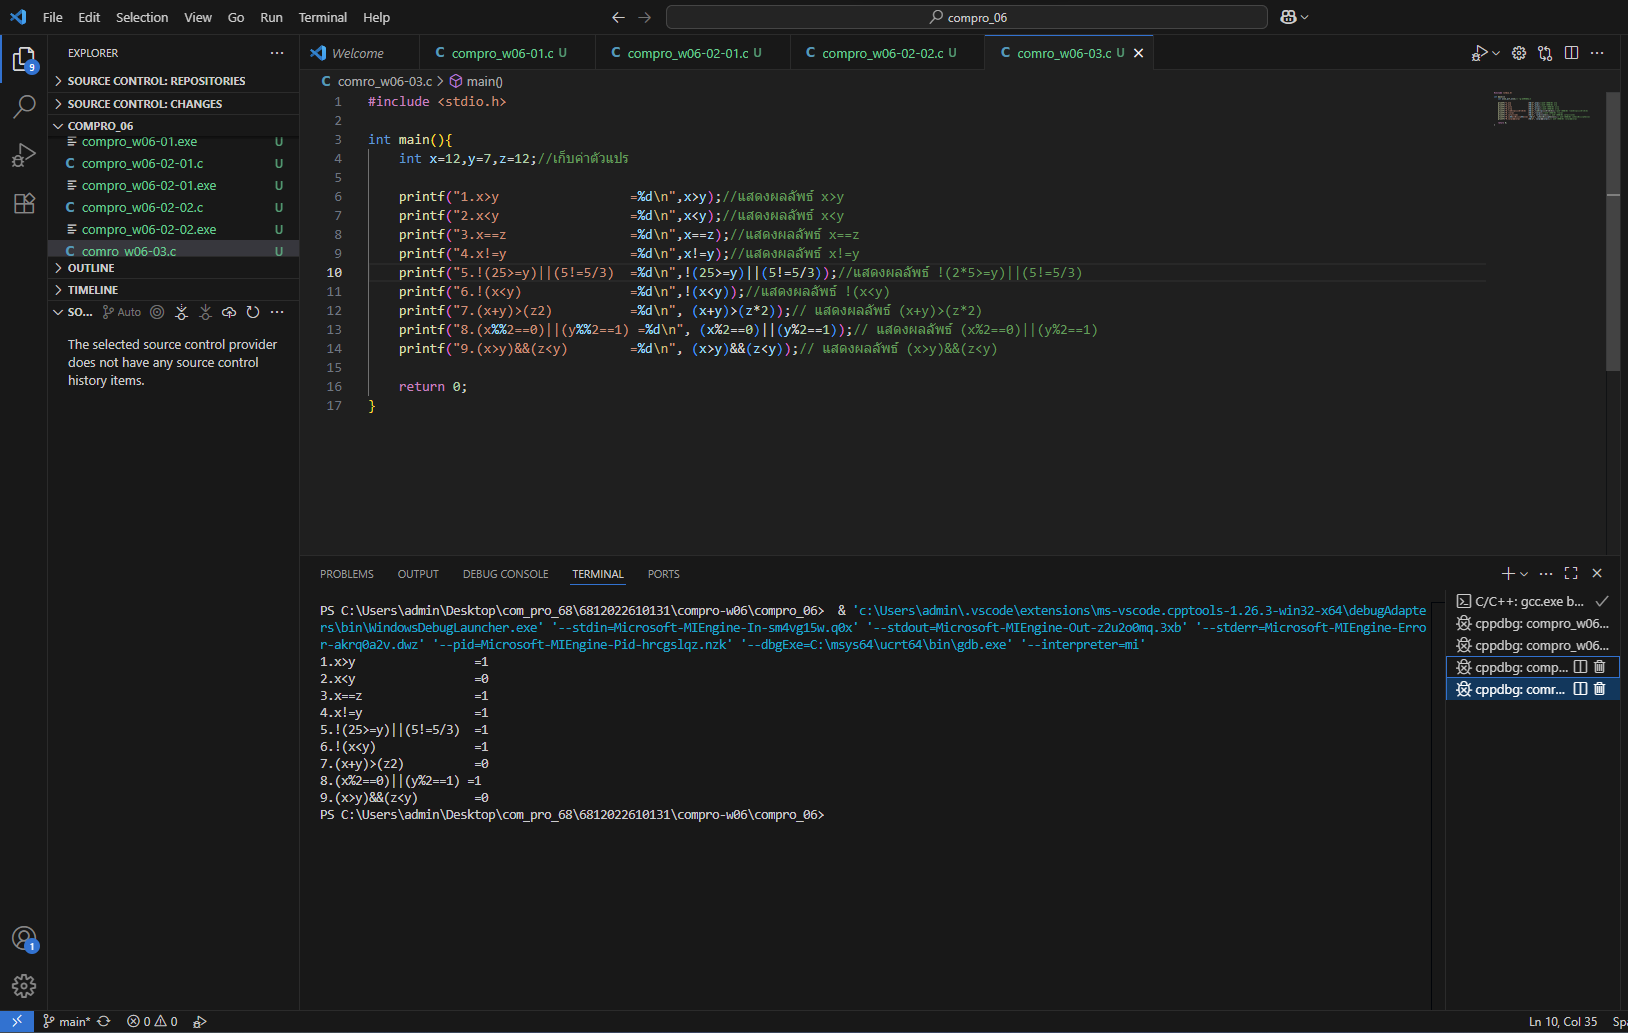 File Edit Selection View Go Run Terminal Help
compro_06
EXPLORER
SOURCE CONTROL: REPOSITORIES
SOURCE CONTROL: CHANGES
COMPRO_06
compro_w06-01.exe U
C compro_w06-02-01.c U
compro_w06-02-01.exe U
C compro_w06-02-02.c U
compro_w06-02-02.exe U
C comro_w06-03.c U
OUTLINE
TIMELINE
SO... Auto
The selected source control provider
does not have any source control
history items.
9
1
Welcome
C compro_w06-01.c U
C compro_w06-02-01.c U
C compro_w06-02-02.c U
C comro_w06-03.c U
C comro_w06-03.c > main()
1 #include <stdio.h>
2
3 int main(){
4 int x=12,y=7,z=12;//เก็บค่าตัวแปร
5
6 printf("1.x>y =%d\n",x>y);//แสดงผลลัพธ์ x>y
7 printf("2.x<y =%d\n",x<y);//แสดงผลลัพธ์ x<y
8 printf("3.x==z =%d\n",x==z);//แสดงผลลัพธ์ x==z
9 printf("4.x!=y =%d\n",x!=y);//แสดงผลลัพธ์ x!=y
10 printf("5.!(25>=y)||(5!=5/3) =%d\n",!(25>=y)||(5!=5/3));//แสดงผลลัพธ์ !(2*5>=y)||(5!=5/3)
11 printf("6.!(x<y) =%d\n",!(x<y));//แสดงผลลัพธ์ !(x<y)
12 printf("7.(x+y)>(z2) =%d\n", (x+y)>(z*2));// แสดงผลลัพธ์ (x+y)>(z*2)
13 printf("8.(x%%2==0)||(y%%2==1) =%d\n", (x%2==0)||(y%2==1));// แสดงผลลัพธ์ (x%2==0)||(y%2==1)
14 printf("9.(x>y)&&(z<y) =%d\n", (x>y)&&(z<y));// แสดงผลลัพธ์ (x>y)&&(z<y)
15
16 return 0;
17 }
PROBLEMS OUTPUT DEBUG CONSOLE TERMINAL PORTS
PS C:\Users\admin\Desktop\com_pro_68\6812022610131\compro-w06\compro_06> & 'c:\Users\admin\.vscode\extensions\ms-vscode.cpptools-1.26.3-win32-x64\debugAdapte
rs\bin\WindowsDebugLauncher.exe' '--stdin=Microsoft-MIEngine-In-sm4vg15w.q0x' '--stdout=Microsoft-MIEngine-Out-z2u2o0mq.3xb' '--stderr=Microsoft-MIEngine-Erro
r-akrq0a2v.dwz' '--pid=Microsoft-MIEngine-Pid-hrcgslqz.nzk' '--dbgExe=C:\msys64\ucrt64\bin\gdb.exe' '--interpreter=mi'
1.x>y =1
2.x<y =0
3.x==z =1
4.x!=y =1
5.!(25>=y)||(5!=5/3) =1
6.!(x<y) =1
7.(x+y)>(z2) =0
8.(x%2==0)||(y%2==1) =1
9.(x>y)&&(z<y) =0
PS C:\Users\admin\Desktop\com_pro_68\6812022610131\compro-w06\compro_06>
C/C++: gcc.exe b...
cppdbg: compro_w06...
cppdbg: compro_w06...
cppdbg: comp...
cppdbg: comr...
main* 0 0
Ln 10, Col 35 Spa